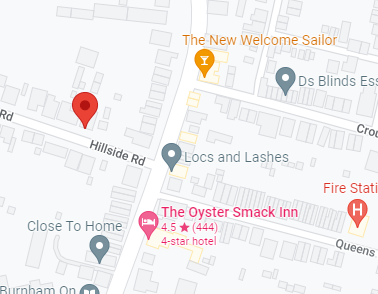 The New Welcome Sailor
Ds Blinds Ess
Rd
Crou
Hillside Rd
Locs and Lashes
Fire Stati
H
The Oyster Smack Inn
4.5 ★ (444)
4-star hotel
Close To Home
Queens
Burnham On